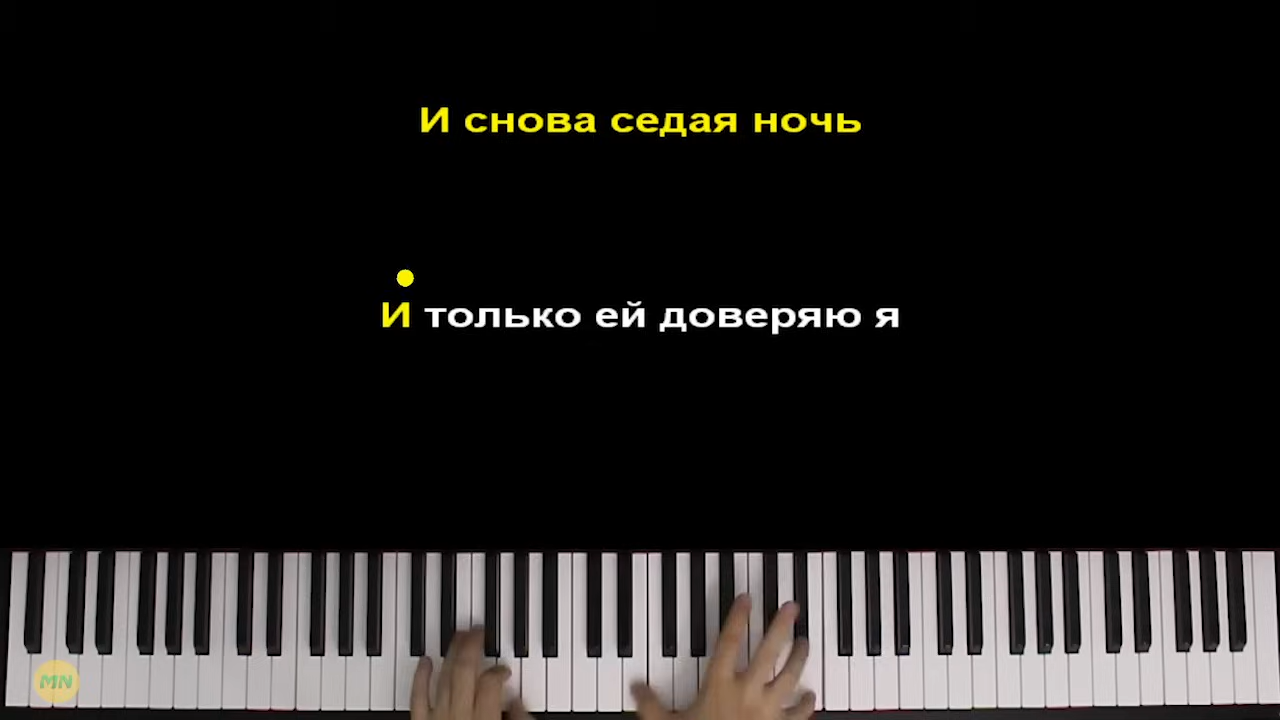 И снова седая ночь
И только ей доверяю я
MN